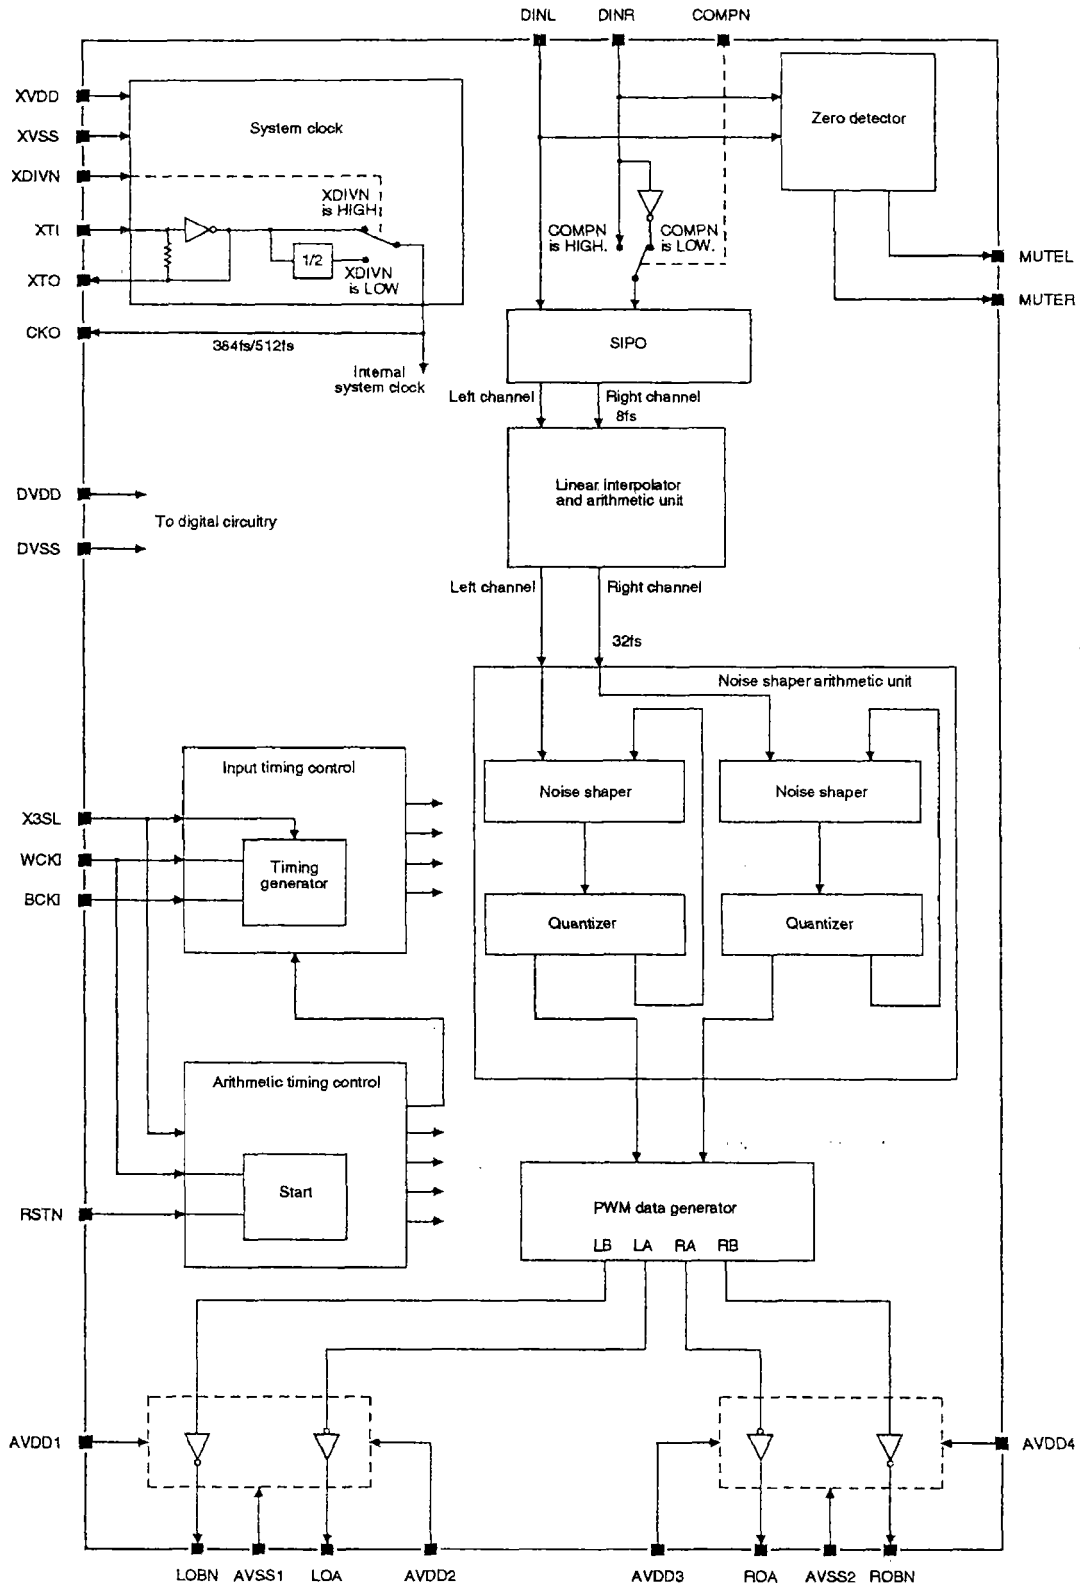 DINL DINR COMPN
XVDD
System clock
Zero detector
XVSS
XDIVN
XDIVN
is HIGH
XTI
COMPN
is HIGH.
COMPN
is LOW.
1/2
XDIVN
is LOW
XTO
MUTEL
MUTER
CKO
384fs/512fs
SIPO
Internal
system clock
Left channel
Right channel
8fs
Linear interpolator
and arithmetic unit
DVDD
To digital circuitry
DVSS
Left channel
Right channel
32fs
Noise shaper arithmetic unit
Input timing control
Noise shaper
Noise shaper
X3SL
WCKI
Timing
generator
BCKI
Quantizer
Quantizer
Arithmetic timing control
Start
RSTN
PWM data generator
LB LA RA RB
AVDD1
AVDD4
LOBN AVSS1 LOA AVDD2 AVDD3 ROA AVSS2 ROBN